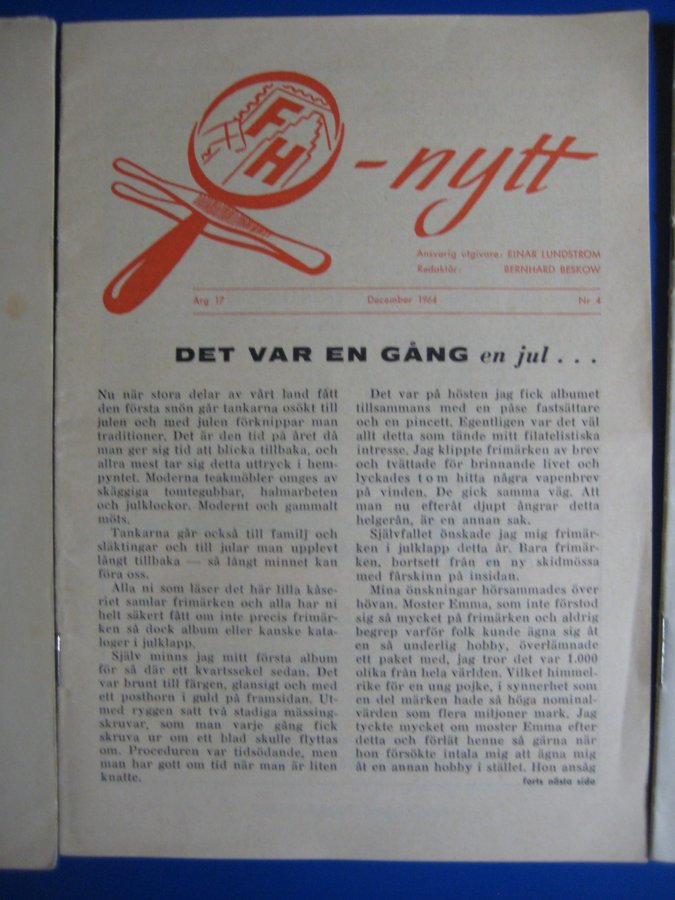 FH-nytt
Ansvarig utgivare: EINAR LUNDSTRÖM
Redaktör: BERNHARD BESKOW
Årg 17 December 1964 Nr 4
DET VAR EN GÅNG en jul . . .
Nu när stora delar av vårt land fått
den första snön går tankarna osökt till
julen och med julen förknippar man
traditioner. Det är den tid på året då
man ger sig tid att blicka tillbaka, och
allra mest tar sig detta uttryck i hem-
pyntet. Moderna teakmöbler omges av
skäggiga tomtegubbar, halmarbeten
och julklockor. Modernt och gammalt
möts.
Tankarna går också till familj och
släktingar och till jular man upplevt
långt tillbaka — så långt minnet kan
föra oss.
Alla ni som läser det här lilla kåse-
riet samlar frimärken och alla har ni
helt säkert fått om inte precis frimär-
ken så dock album eller kanske kata-
loger i julklapp.
Själv minns jag mitt första album
för så där ett kvartssekel sedan. Det
var brunt till färgen, glansigt och med
ett posthorn i guld på framsidan. Ut-
med ryggen satt två stadiga mässing-
skruvar, som man varje gång fick
skruva ur om ett blad skulle flyttas
om. Proceduren var tidsödande, men
man har gott om tid när man är liten
knatte.
Det var på hösten jag fick albumet
tillsammans med en påse fastsättare
och en pincett. Egentligen var det väl
allt detta som tände mitt filatelistiska
intresse. Jag klippte frimärken av brev
och tvättade för brinnande livet och
lyckades t o m hitta några vapenbrev
på vinden. De gick samma väg. Att
man nu efteråt djupt ångrar detta
helgerån, är en annan sak.
Självfallet önskade jag mig frimär-
ken i julklapp detta år. Bara frimär-
ken, bortsett från en ny skidmössa
med fårskinn på insidan.
Mina önskningar hörsammades över
hövan. Moster Emma, som inte förstod
sig så mycket på frimärken och aldrig
begrep varför folk kunde ägna sig åt
en så underlig hobby, överlämnade
ett paket med, jag tror det var 1.000
olika från hela världen. Vilket himmel-
rike för en ung pojke, i synnerhet som
en del märken hade så höga nominal-
värden som flera miljoner mark. Jag
tyckte mycket om moster Emma efter
detta och förlät henne så gärna när
hon försökte intala mig att ägna mig
åt en annan hobby i stället. Hon ansåg
forts nästa sida